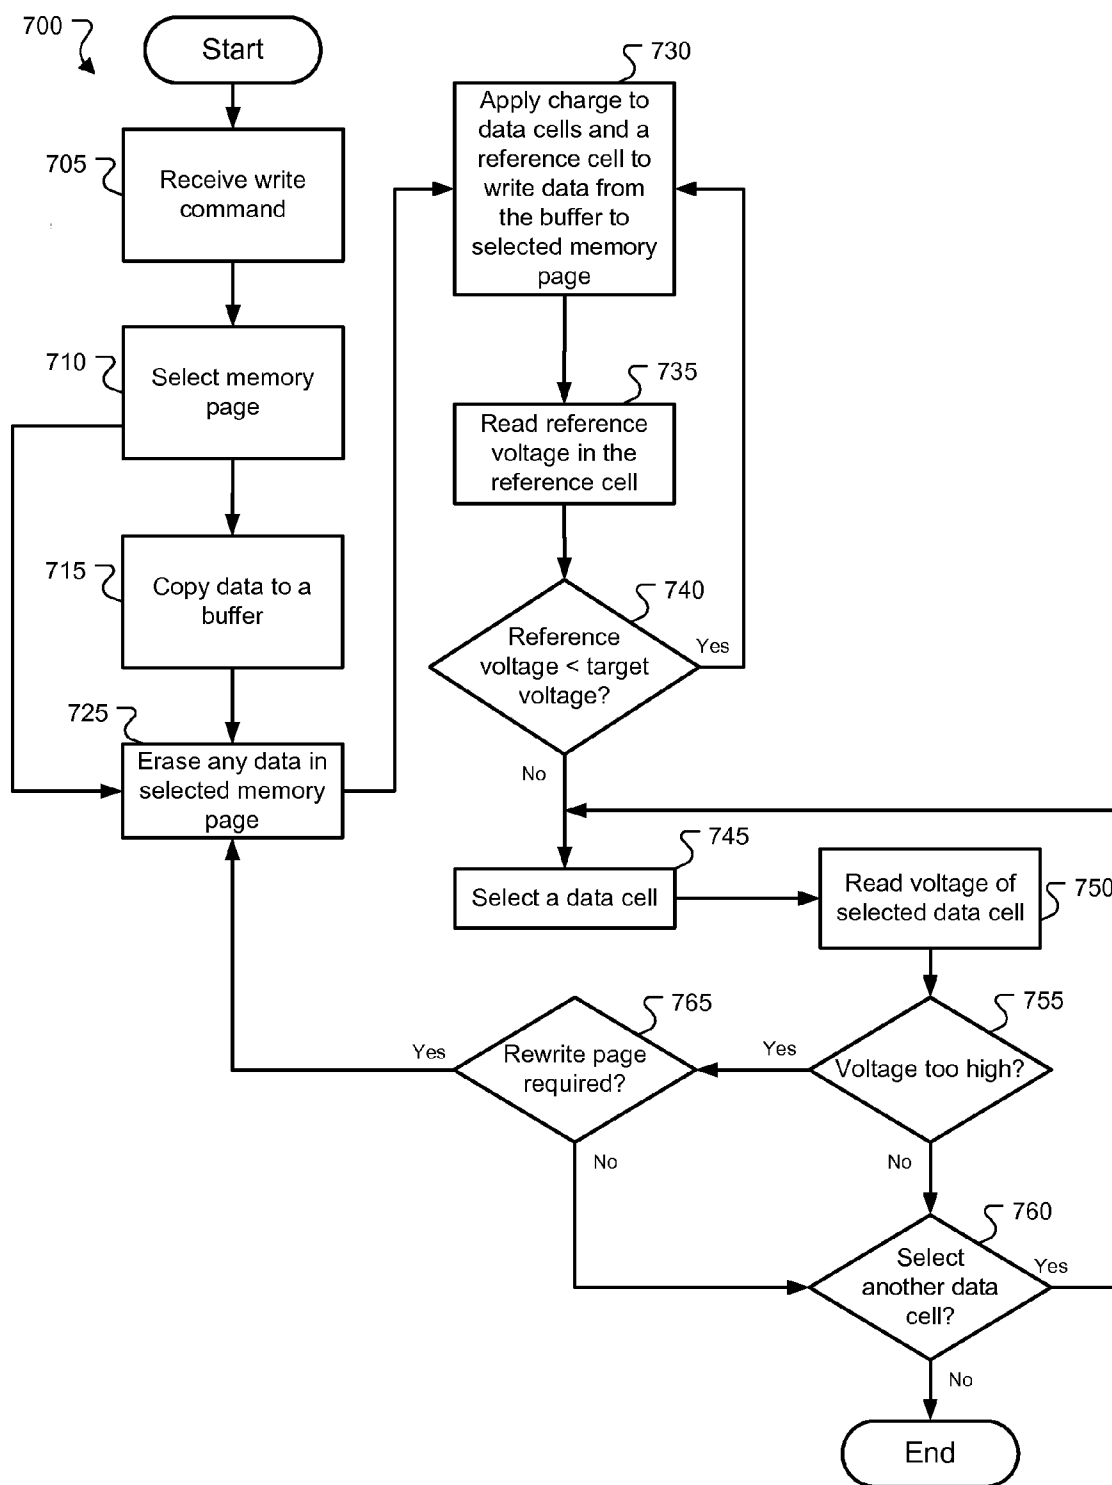 700
Start
705
Receive write
command
710
Select memory
page
715
Copy data to a
buffer
725
Erase any data in
selected memory
page
730
Apply charge to
data cells and a
reference cell to
write data from
the buffer to
selected memory
page
735
Read reference
voltage in the
reference cell
740
Reference
voltage < target
voltage?
Yes
No
745
Select a data cell
750
Read voltage of
selected data cell
755
Voltage too high?
Yes
No
765
Rewrite page
required?
Yes
No
760
Select
another data
cell?
Yes
No
End